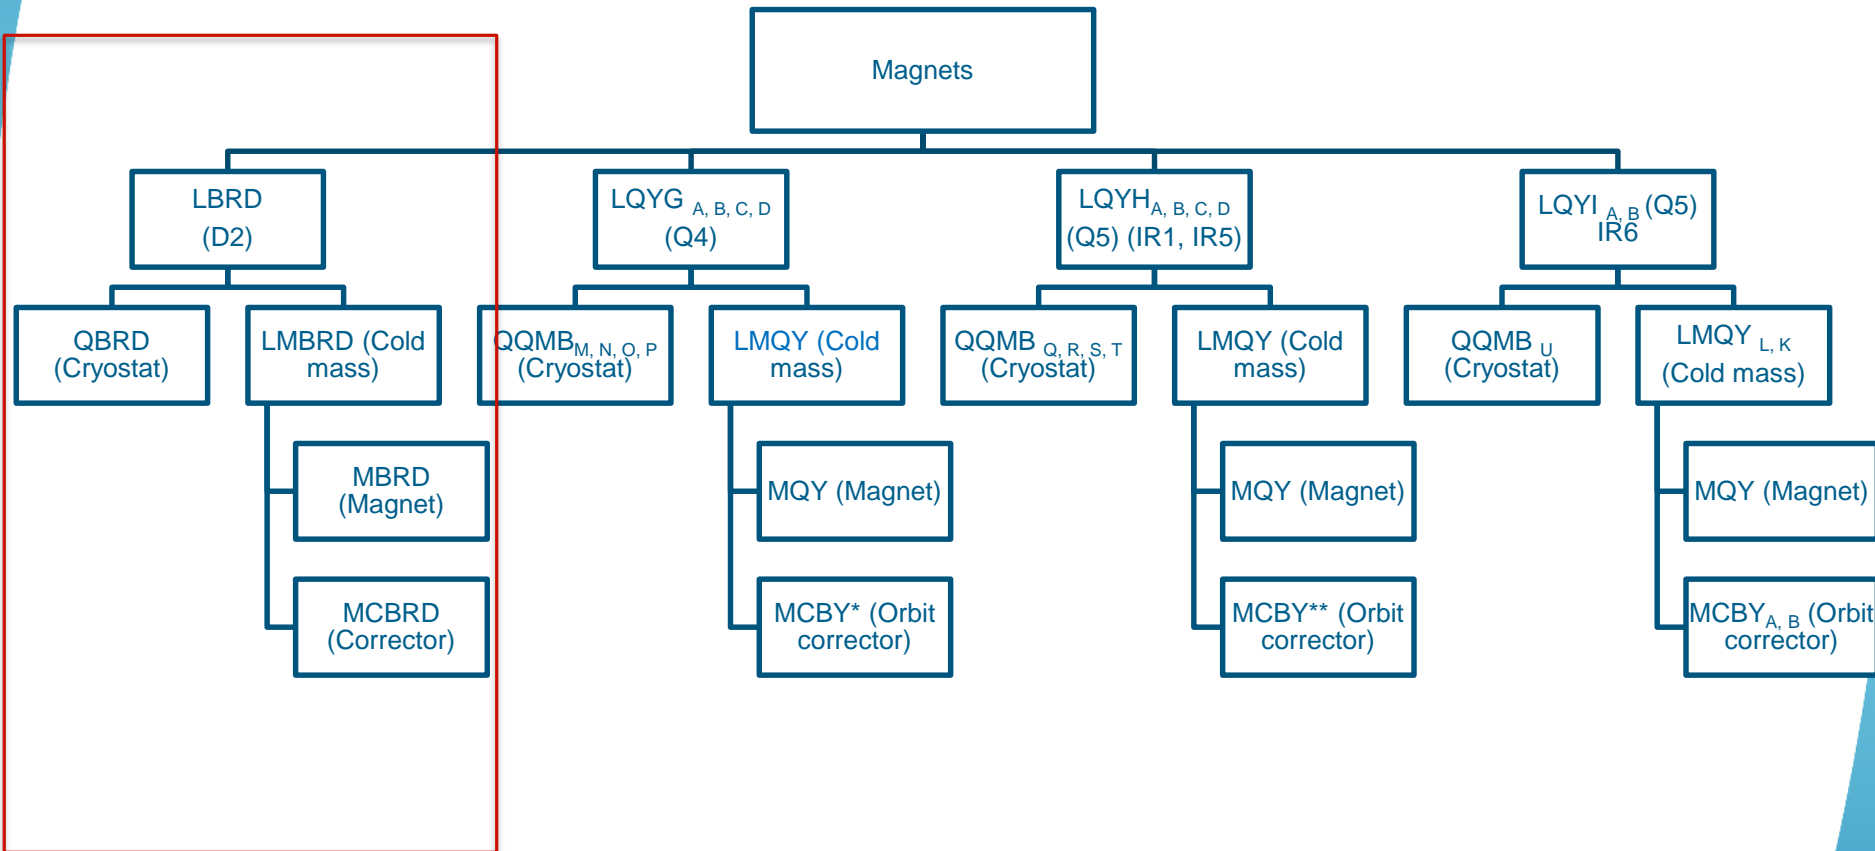 Magnets
LBRD
(D2)
LQYG A, B, C, D
(Q4)
LQYHA, B, C, D
(Q5) (IR1, IR5)
LQYI A, B (Q5)
IR6
QBRD
(Cryostat)
LMBRD (Cold
mass)
QQMBM, N, O, P
(Cryostat)
LMQY (Cold
mass)
QQMB Q, R, S, T
(Cryostat)
LMQY (Cold
mass)
QQMB U
(Cryostat)
LMQY L, K
(Cold mass)
MBRD
(Magnet)
MQY (Magnet)
MQY (Magnet)
MQY (Magnet)
MCBRD
(Corrector)
MCBY* (Orbit
corrector)
MCBY** (Orbit
corrector)
MCBYA, B (Orbit
corrector)